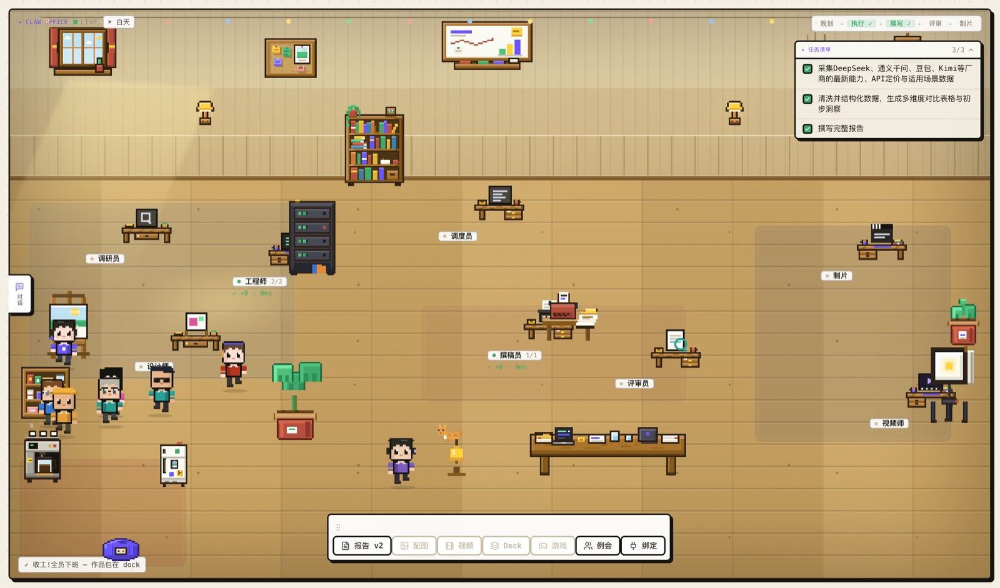 CLAW OFFICE LIVE ☀ 白天
规划 ▸ 执行 ✓ ▸ 撰写 ✓ ▸ 评审 ▸ 制片
任务清单 3/3
采集DeepSeek、通义千问、豆包、Kimi等厂
商的最新能力、API定价与适用场景数据
清洗并结构化数据，生成多维度对比表格与初
步洞察
撰写完整报告
调度员
调研员
制片
工程师 2/2
✓ ×0 · 0ms
对话
撰稿员 1/1
✓ ×0 · 0ms
设计师
评审员
视频师
报告 v2
配图
视频
Deck
游戏
例会
绑定
✓ 收工!全员下班 — 作品包在 dock